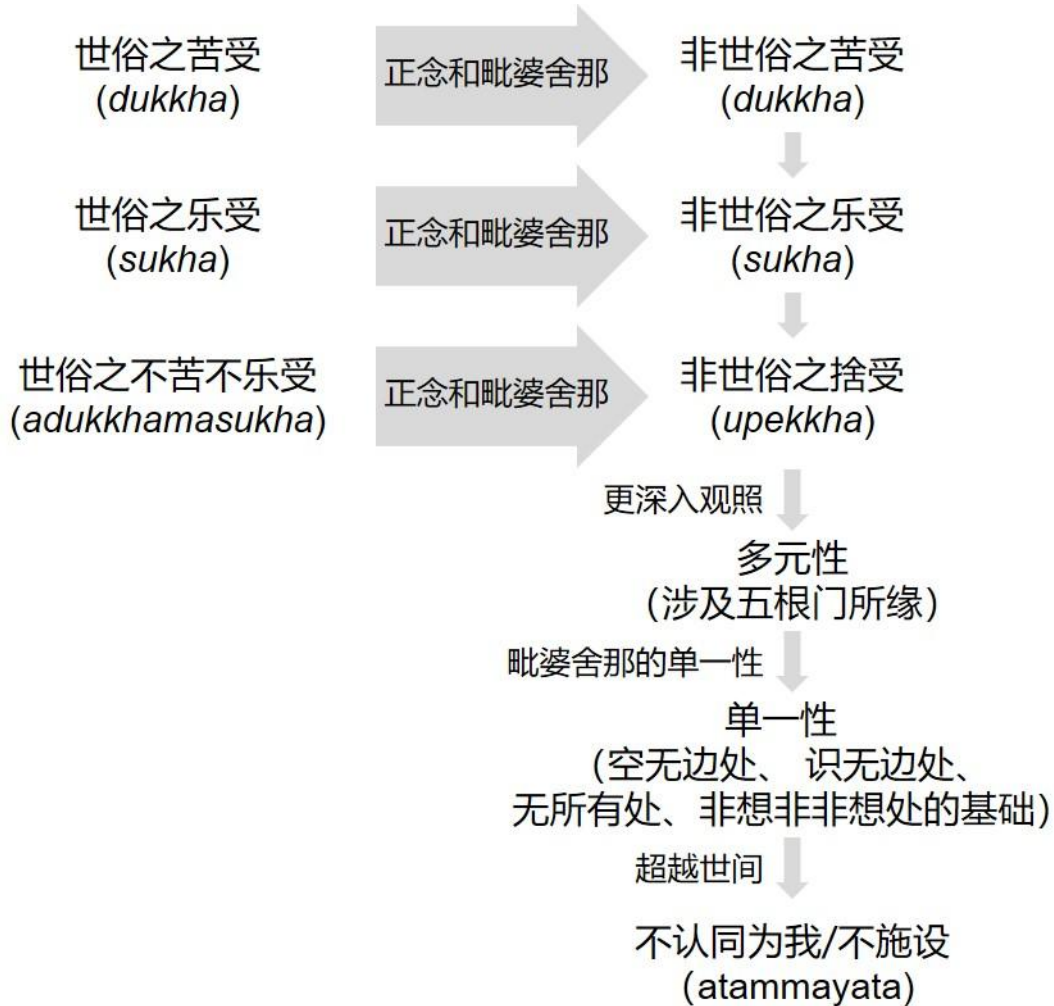 世俗之苦受
(dukkha)
正念和毗婆舍那
非世俗之苦受
(dukkha)
世俗之乐受
(sukha)
正念和毗婆舍那
非世俗之乐受
(sukha)
世俗之不苦不乐受
(adukkhamasukha)
正念和毗婆舍那
非世俗之捨受
(upekkha)
更深入观照
多元性
（涉及五根门所缘）
毗婆舍那的单一性
单一性
（空无边处、 识无边处、
无所有处、非想非非想处的基础）
超越世间
不认同为我/不施设
（atammayata）